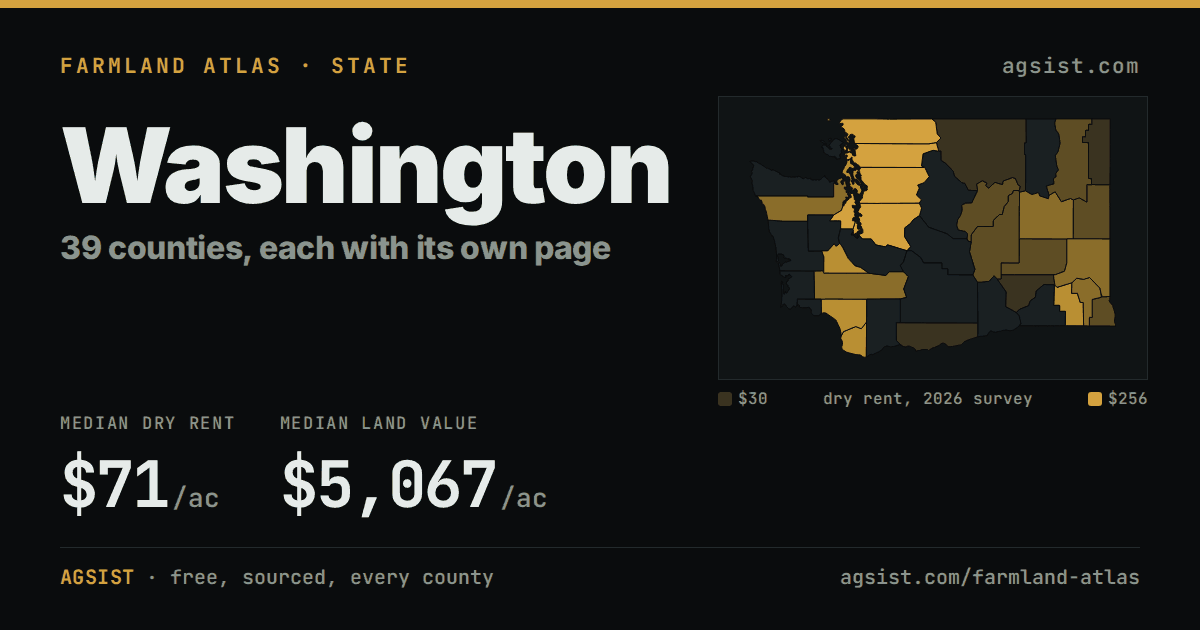 FARMLAND ATLAS · STATE
agsist.com
Washington
39 counties, each with its own page
$30 dry rent, 2026 survey $256
MEDIAN DRY RENT MEDIAN LAND VALUE
$71/ac $5,067/ac
AGSIST · free, sourced, every county
agsist.com/farmland-atlas